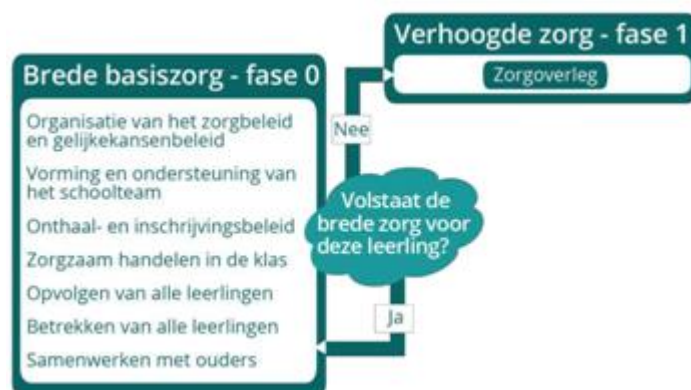 Verhoogde zorg - fase 1
Zorgoverleg
Brede basiszorg - fase 0
Organisatie van het zorgbeleid
en gelijkekansenbeleid
Vorming en ondersteuning van
het schoolteam
Onthaal- en inschrijvingsbeleid
Zorgzaam handelen in de klas
Opvolgen van alle leerlingen
Betrekken van alle leerlingen
Samenwerken met ouders
Nee
Volstaat de
brede zorg voor
deze leerling?
Ja